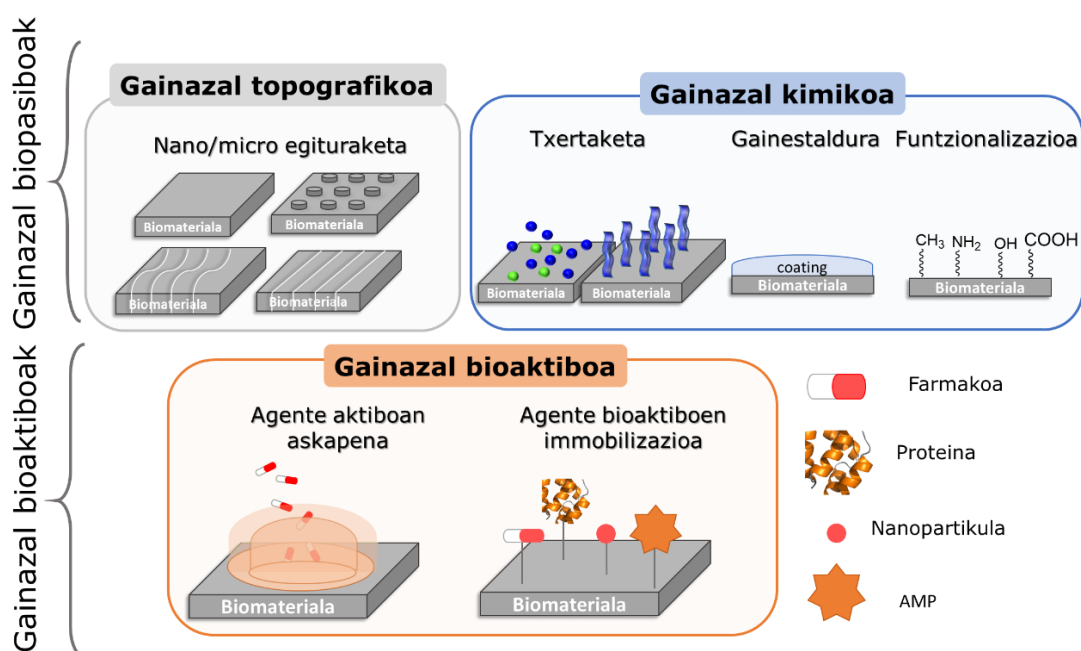 Gainazal biopasiboak
Gainazal topografikoa
Nano/micro egituraketa
Biomateriala
Biomateriala
Biomateriala
Biomateriala
Gainazal kimikoa
Txertaketa
Gainestaldura
Funtzionalizazioa
Biomateriala
Biomateriala
coating
Biomateriala
CH₃
NH₂
OH
COOH
Biomateriala
Gainazal bioaktiboak
Gainazal bioaktiboa
Agente aktiboan
askapena
Biomateriala
Agente bioaktiboen
immobilizazioa
Biomateriala
Farmakoa
Proteina
Nanopartikula
AMP